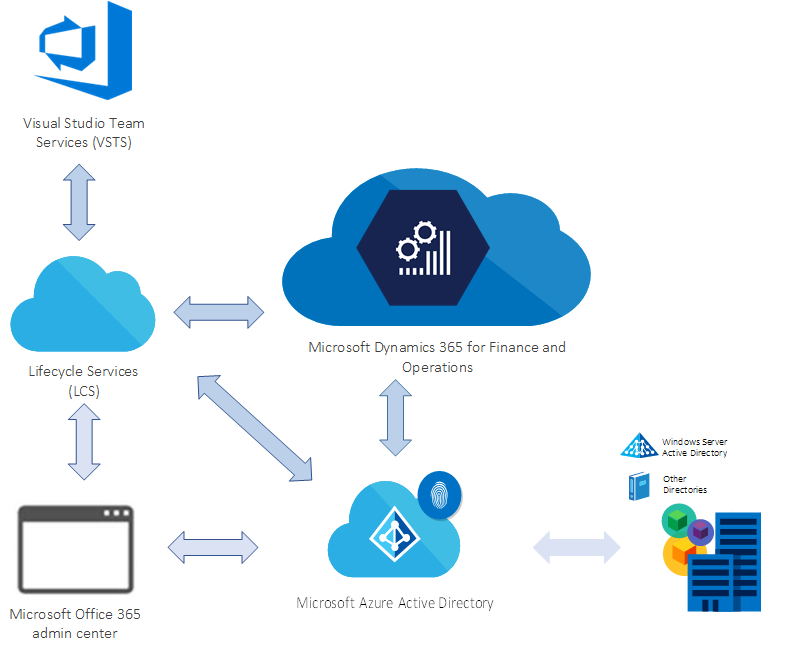 Visual Studio Team
Services (VSTS)
Microsoft Dynamics 365 for Finance and
Operations
Lifecycle Services
(LCS)
Windows Server
Active Directory
Other
Directories
Microsoft Azure Active Directory
Microsoft Office 365
admin center